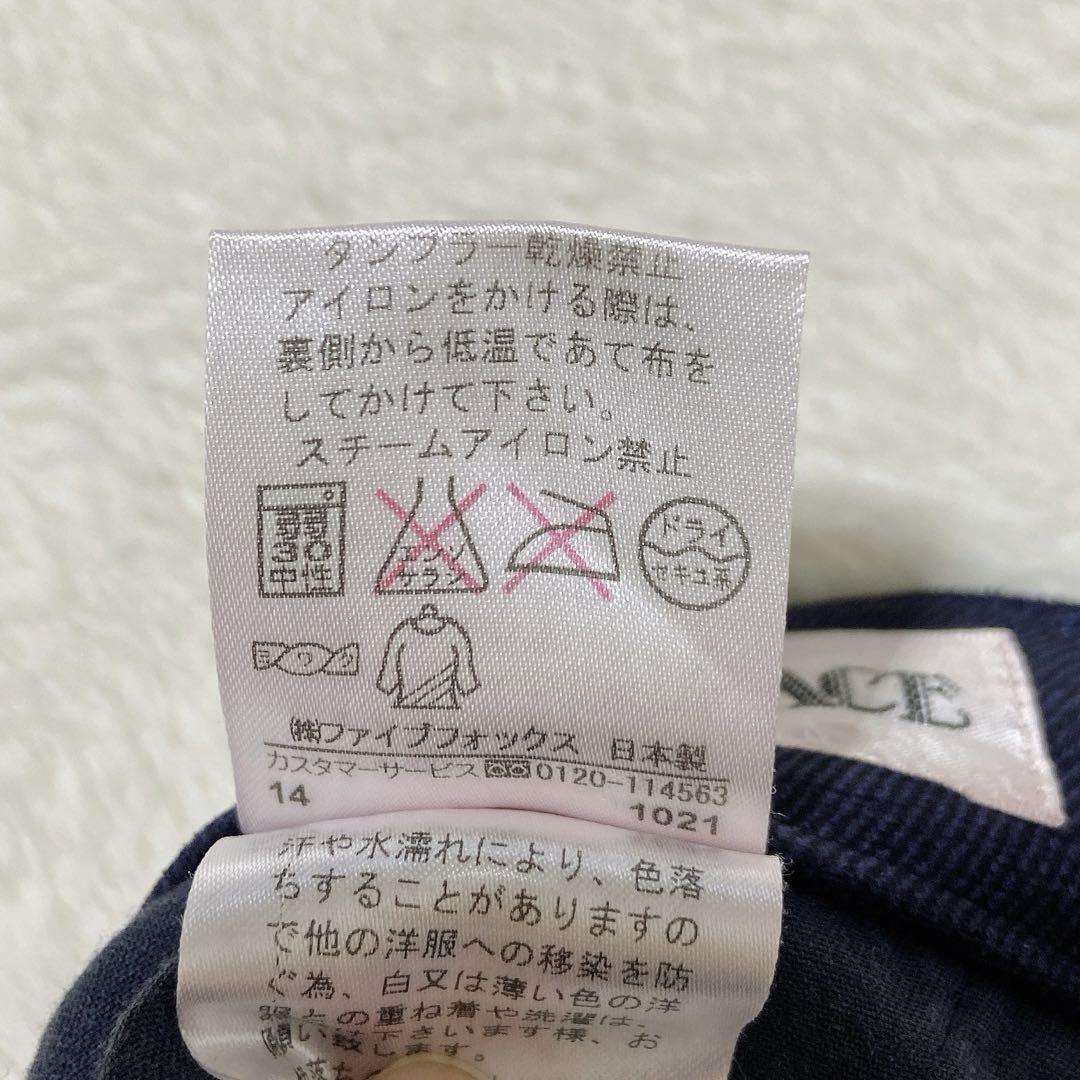 タンブラー乾燥禁止
アイロンをかける際は、
裏側から低温であて布を
してかけて下さい。
スチームアイロン禁止
30
中性
エンソ
サラシ
ドライ
セキユ系
ヨワク
㈱ファイブフォックス 日本製
カスタマーサービス 0120-114563
14 1021
汗や水濡れにより、色落
ちすることがありますの
で他の洋服への移染を防
ぐ為、白又は薄い色の洋
服との重ね着や洗濯は、
お
願い致します。